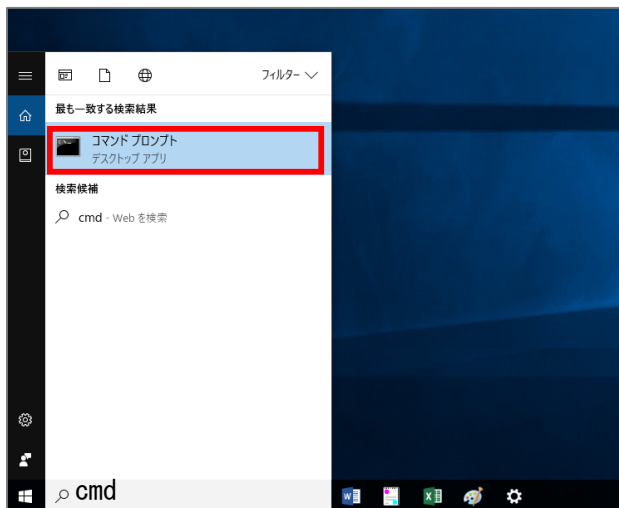 フィルター
最も一致する検索結果
コマンド プロンプト
デスクトップ アプリ
検索候補
cmd - Web を検索
cmd